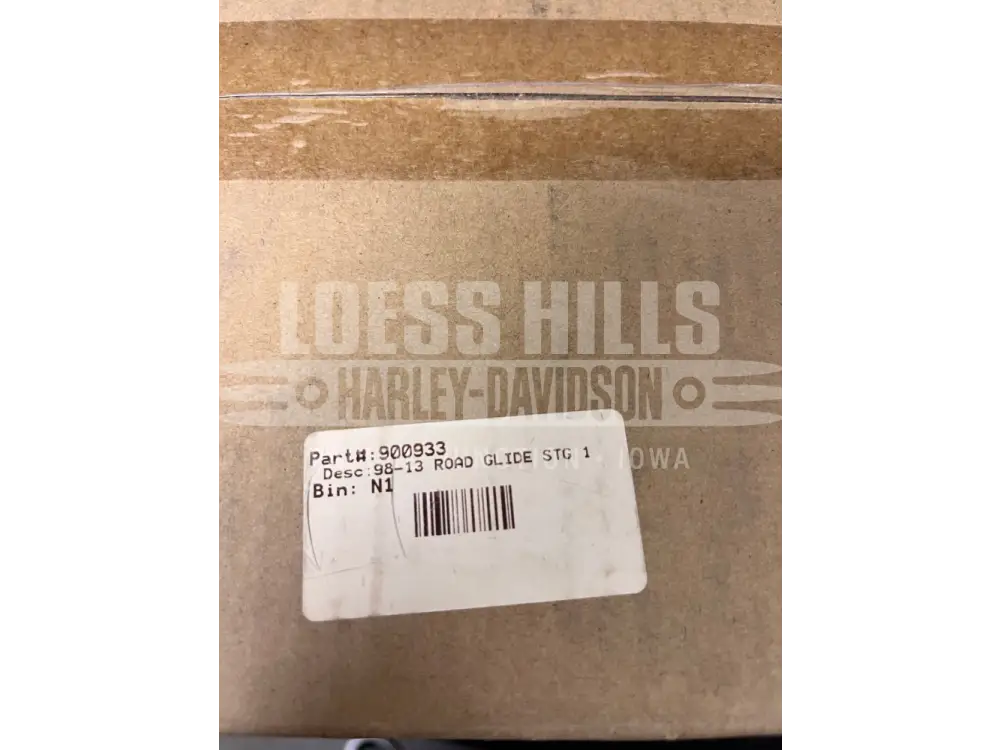 LOESS HILLS
HARLEY-DAVIDSON
IOWA
Part#:900933
Desc:98-13 ROAD GLIDE STG 1
Bin: N1